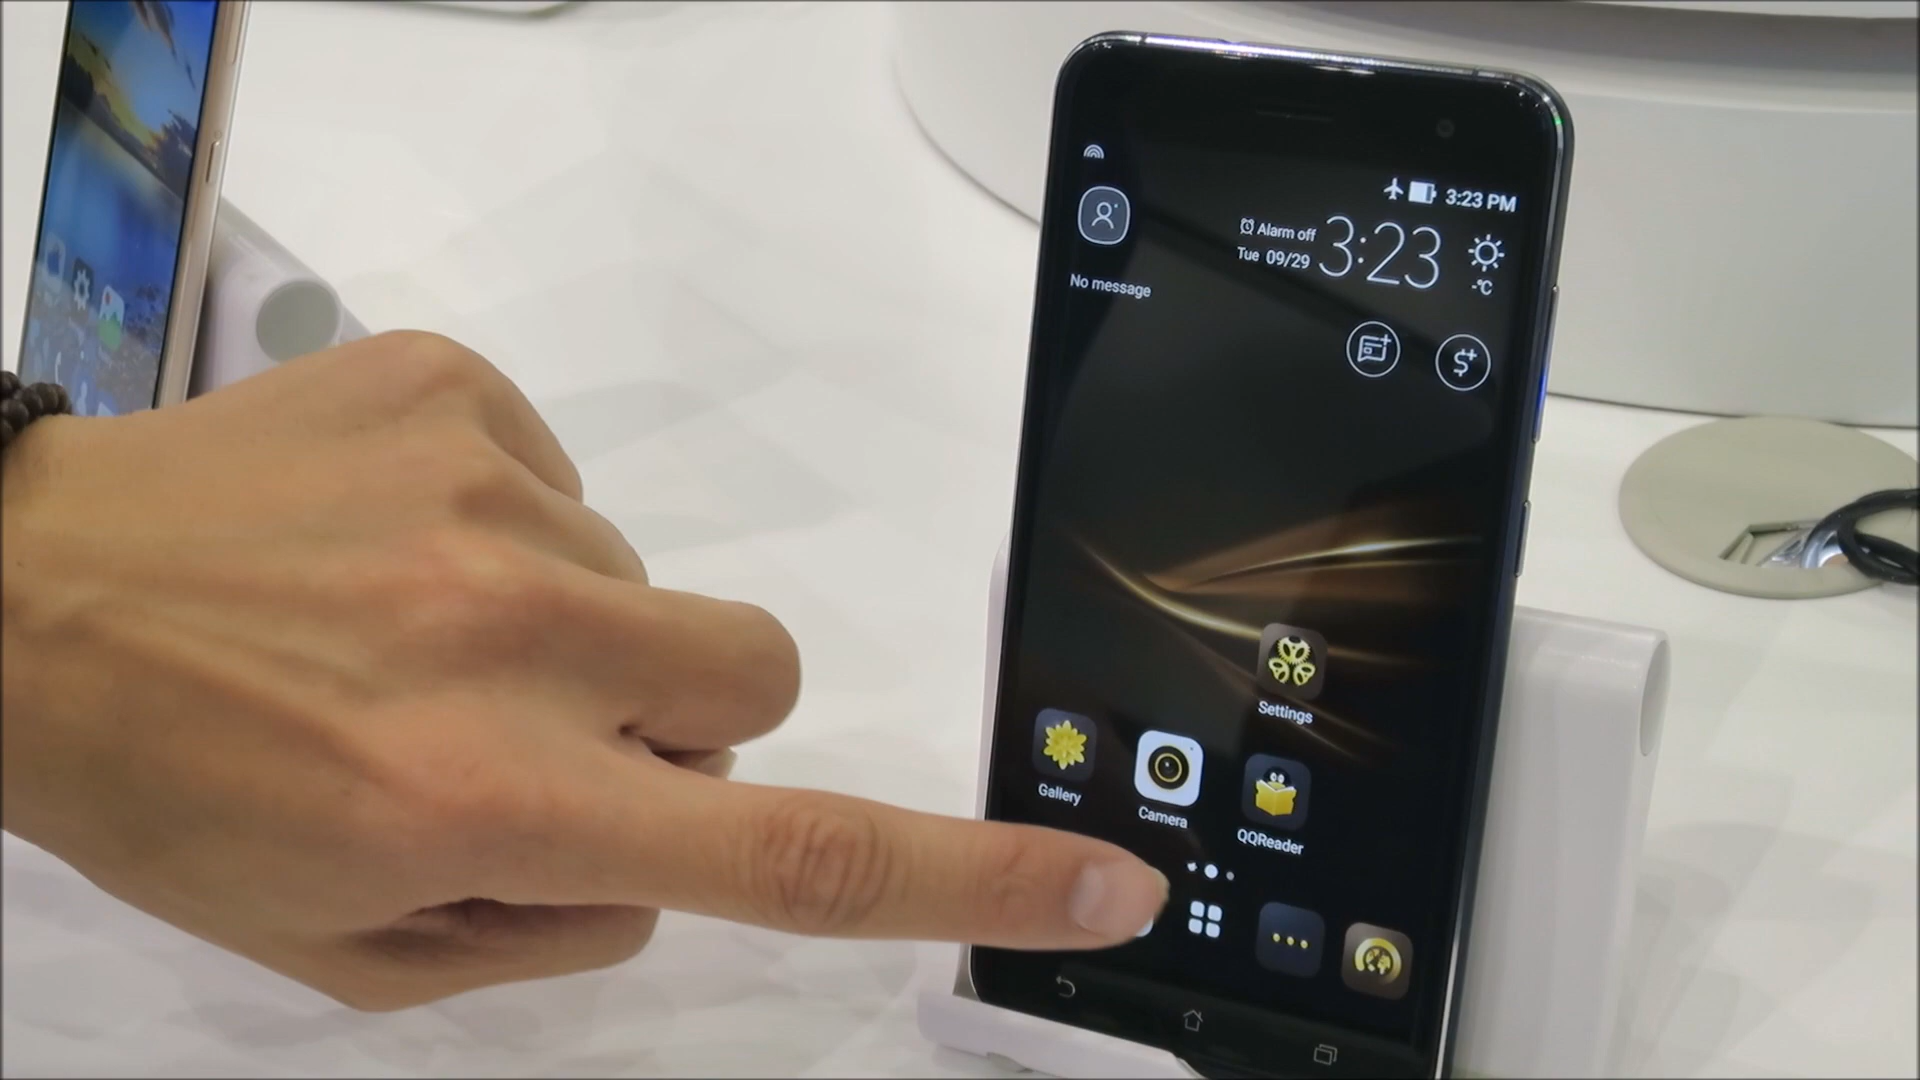 3:23 PM
Alarm off
Tue 09/29
3:23
-°C
No message
Settings
Gallery
Camera
QQReader